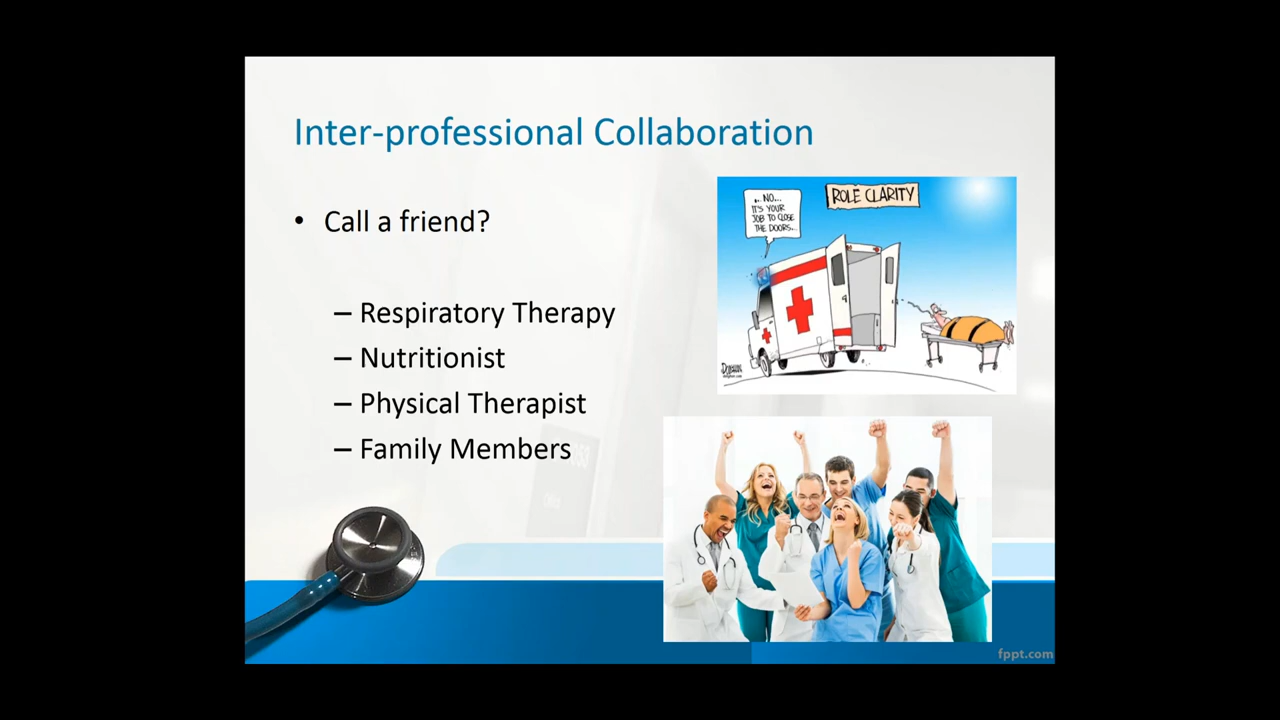 Inter-professional Collaboration
• Call a friend?
– Respiratory Therapy
– Nutritionist
– Physical Therapist
– Family Members
ROLE CLARITY
...NO...
IT'S YOUR
JOB TO CLOSE
THE DOORS...
fppt.com